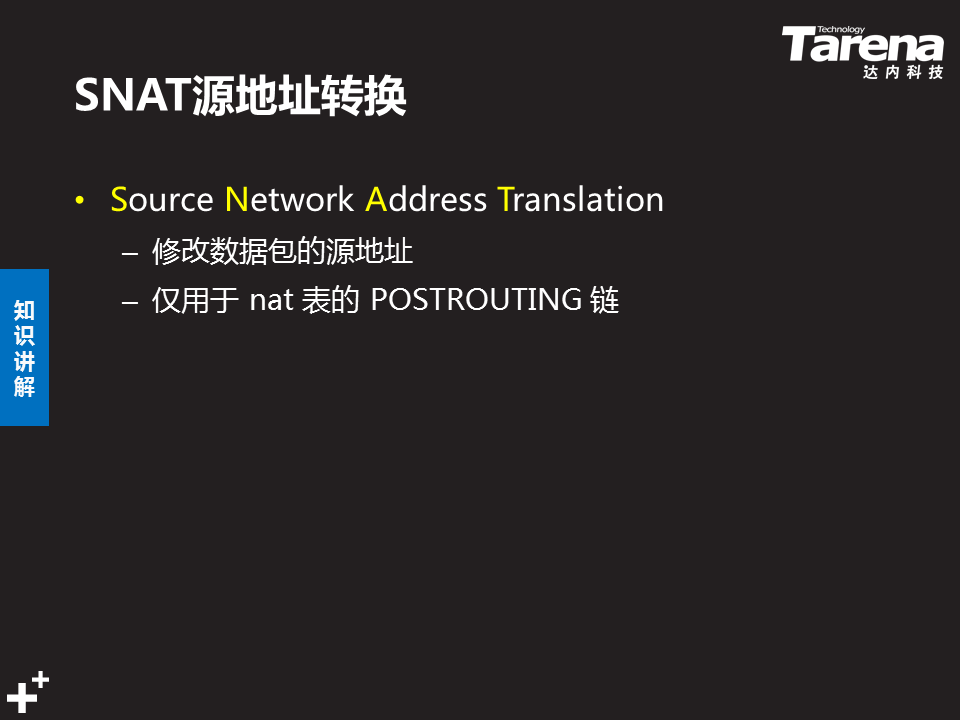 Technology
Tarena
达内科技
SNAT源地址转换
• Source Network Address Translation
– 修改数据包的源地址
– 仅用于 nat 表的 POSTROUTING 链
知
识
讲
解